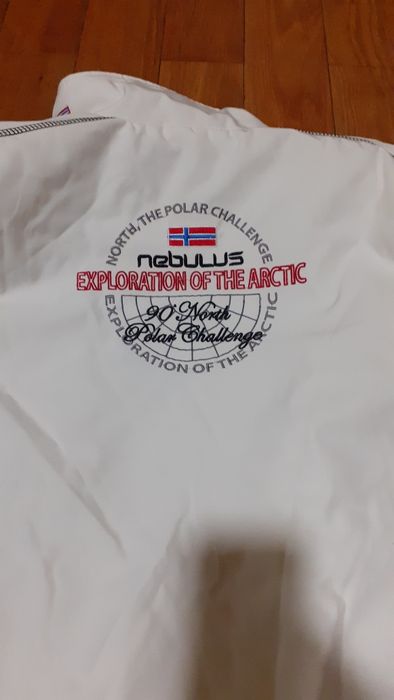 NORTH, THE POLAR CHALLENGE
nebulus
EXPLORATION OF THE ARCTIC
90° North
Polar Challenge
EXPLORATION OF THE ARCTIC